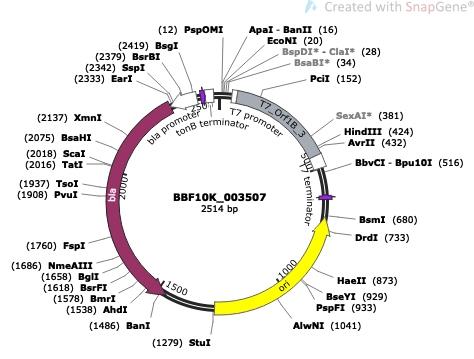 Created with SnapGene®
(12) PspOMI
ApaI - BanII (16)
EcoNI (20)
BspDI* - ClaI* (28)
BsaBI* (34)
PciI (152)
SexAI* (381)
HindIII (424)
AvrII (432)
BbvCI - Bpu10I (516)
BsmI (680)
DrdI (733)
HaeII (873)
BseYI (929)
PspFI (933)
AlwNI (1041)
(1279) StuI
(1486) BanI
(1538) AhdI
(1578) BmrI
(1618) BsrFI
(1658) BglI
(1686) NmeAIII
(1760) FspI
(1908) PvuI
(1937) TsoI
(2016) TatI
(2018) ScaI
(2075) BsaHI
(2137) XmnI
(2333) EarI
(2342) SspI
(2379) BsrBI
(2419) BsgI
bla promoter
tonB terminator
T7 promoter
T7_Orf1B_3
T7 terminator
ori
bla
500
1000
1500
2000
2500
BBF10K_003507
2514 bp